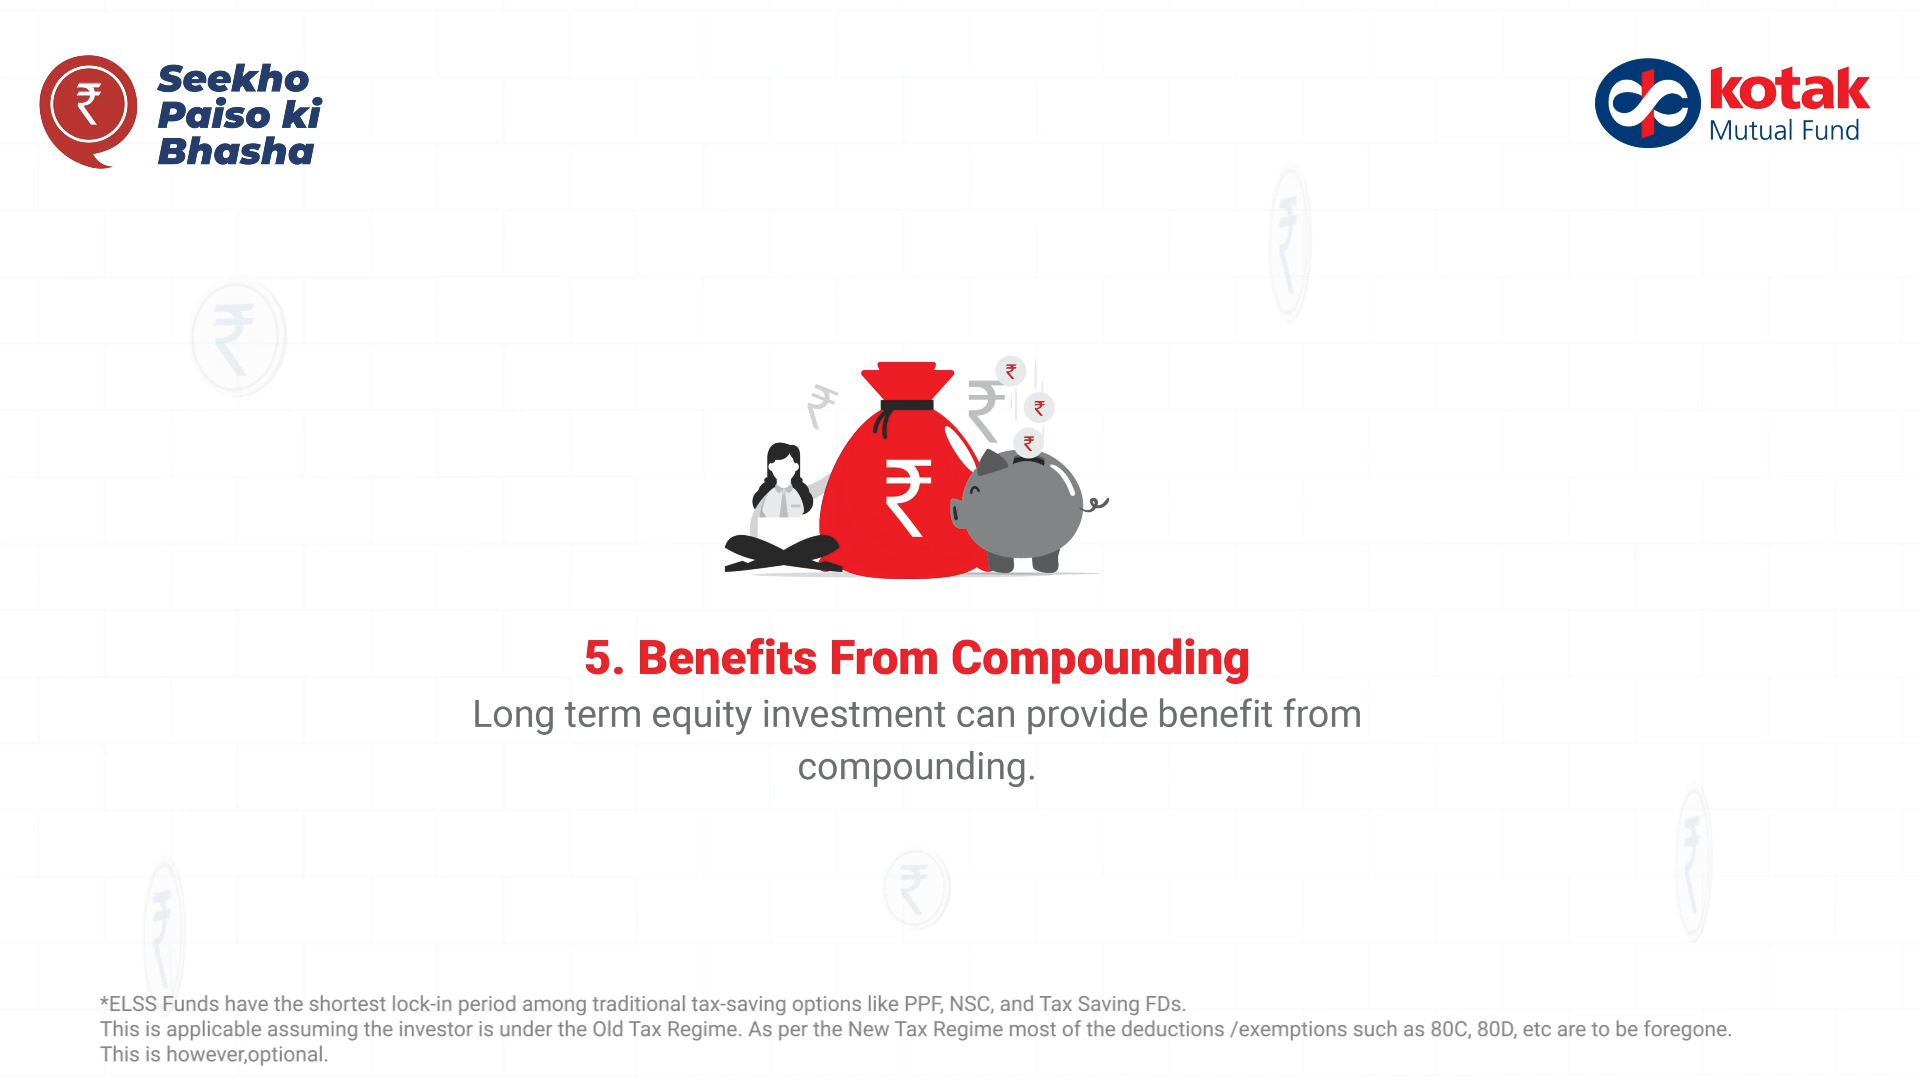 Seekho
Paiso ki
Bhasha
kotak
Mutual Fund
₹
₹
₹
₹
₹
₹
₹
₹
₹
₹
₹
₹
5. Benefits From Compounding
Long term equity investment can provide benefit from
compounding.
*ELSS Funds have the shortest lock-in period among traditional tax-saving options like PPF, NSC, and Tax Saving FDs.
This is applicable assuming the investor is under the Old Tax Regime. As per the New Tax Regime most of the deductions /exemptions such as 80C, 80D, etc are to be foregone.
This is however,optional.